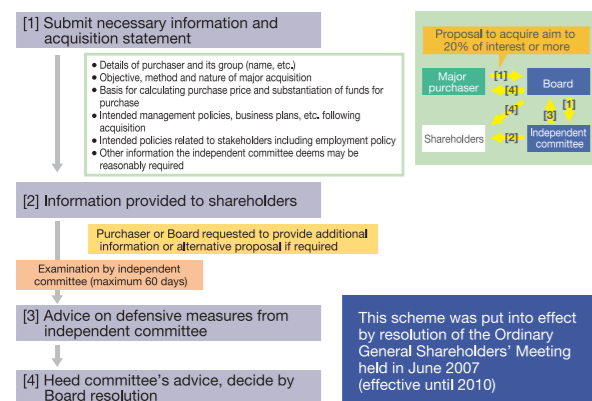 [1] Submit necessary information and
acquisition statement
• Details of purchaser and its group (name, etc.)
• Objective, method and nature of major acquisition
• Basis for calculating purchase price and substantiation of funds for
purchase
• Intended management policies, business plans, etc. following
acquisition
• Intended policies related to stakeholders including employment policy
• Other information the independent committee deems may be
reasonably required
Proposal to acquire aim to
20% of interest or more
Major
purchaser
[1]
[4]
Board
[4]
[1]
[3]
Shareholders
[2]
Independent
committee
[2] Information provided to shareholders
Purchaser or Board requested to provide additional
information or alternative proposal if required
Examination by independent
committee (maximum 60 days)
[3] Advice on defensive measures from
independent committee
[4] Heed committee's advice, decide by
Board resolution
This scheme was put into effect
by resolution of the Ordinary
General Shareholders' Meeting
held in June 2007
(effective until 2010)